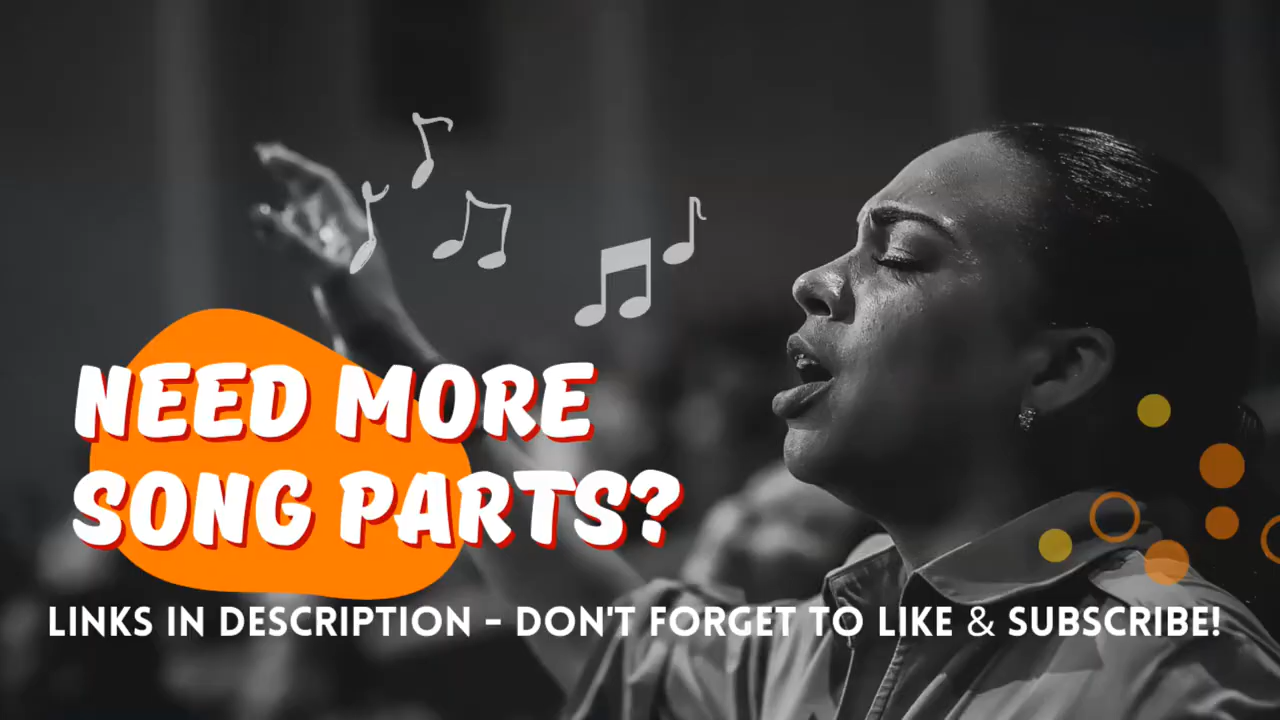 NEED MORE
SONG PARTS?
LINKS IN DESCRIPTION - DON'T FORGET TO LIKE & SUBSCRIBE!